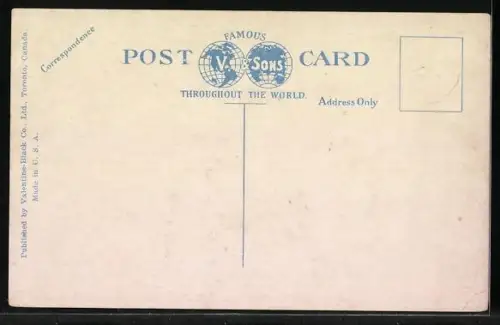 FAMOUS
POST CARD
V. & SONS
THROUGHOUT THE WORLD.
Correspondence
Address Only
Published by Valentine-Black Co., Ltd., Toronto, Canada.
Made in U. S. A.